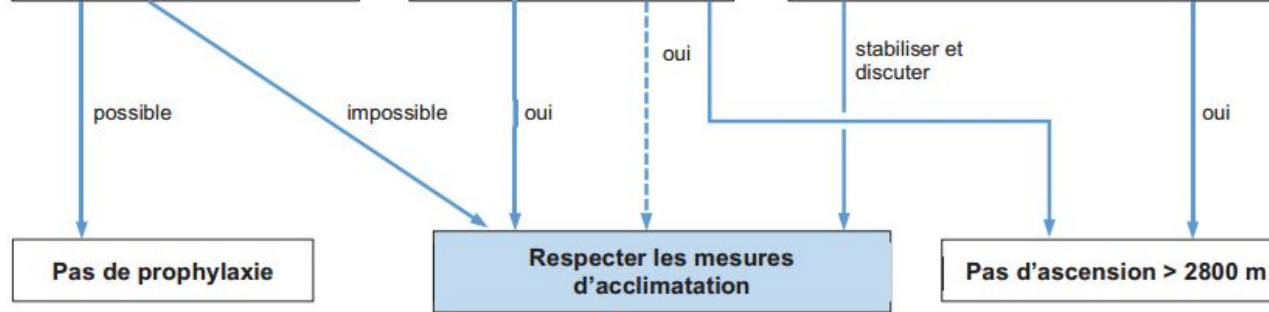 oui
stabiliser et
discuter
possible
impossible
oui
oui
Pas de prophylaxie
Respecter les mesures
d’acclimatation
Pas d’ascension > 2800 m